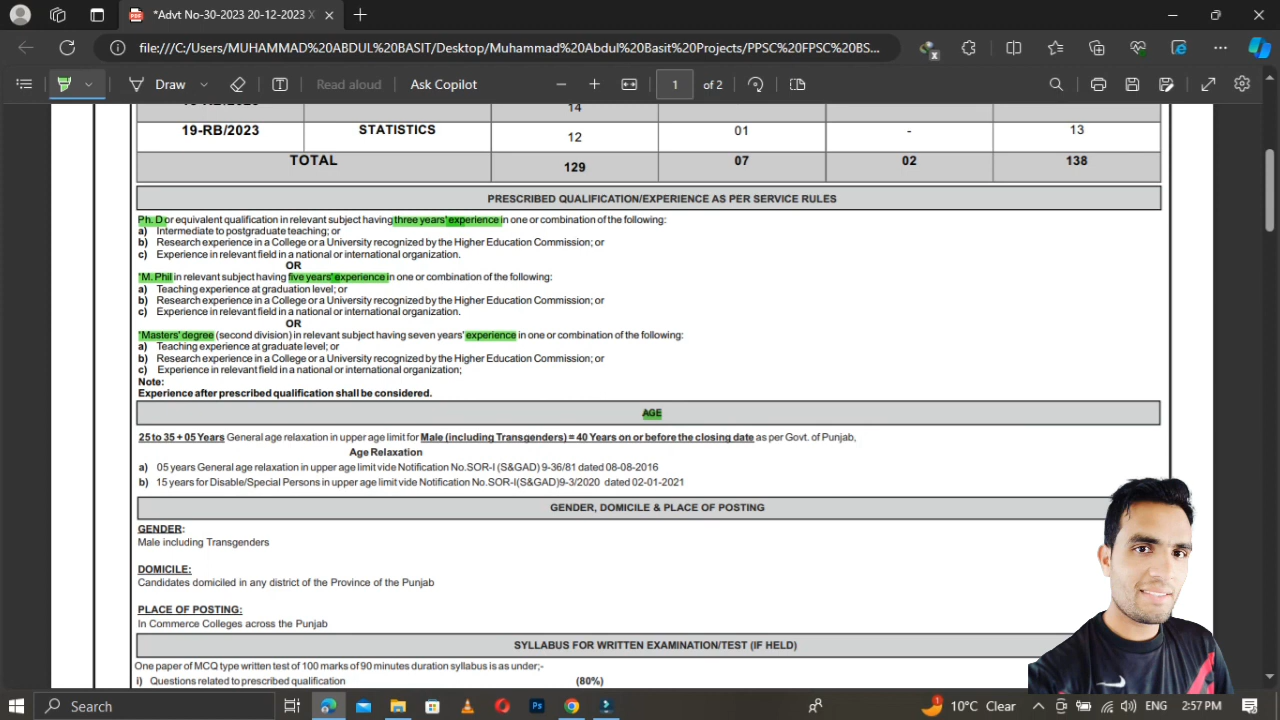 *Advt No-30-2023 20-12-2023 X
file:///C:/Users/MUHAMMAD%20ABDUL%20BASIT/Desktop/Muhammad%20Abdul%20Basit%20Projects/PPSC%20FPSC%20BS...
Draw Read aloud Ask Copilot 1 of 2
14
19-RB/2023 STATISTICS 12 01 - 13
TOTAL 129 07 02 138
PRESCRIBED QUALIFICATION/EXPERIENCE AS PER SERVICE RULES
Ph. D or equivalent qualification in relevant subject having three years' experience in one or combination of the following:
a) Intermediate to postgraduate teaching; or
b) Research experience in a College or a University recognized by the Higher Education Commission; or
c) Experience in relevant field in a national or international organization.
OR
*M. Phil in relevant subject having five years' experience in one or combination of the following:
a) Teaching experience at graduation level; or
b) Research experience in a College or a University recognized by the Higher Education Commission; or
c) Experience in relevant field in a national or international organization.
OR
*Masters' degree (second division) in relevant subject having seven years' experience in one or combination of the following:
a) Teaching experience at graduate level; or
b) Research experience in a College or a University recognized by the Higher Education Commission; or
c) Experience in relevant field in a national or international organization;
Note:
Experience after prescribed qualification shall be considered.
AGE
25 to 35 + 05 Years General age relaxation in upper age limit for Male (including Transgenders) = 40 Years on or before the closing date as per Govt. of Punjab,
Age Relaxation
a) 05 years General age relaxation in upper age limit vide Notification No.SOR-I (S&GAD) 9-36/81 dated 08-08-2016
b) 15 years for Disable/Special Persons in upper age limit vide Notification No.SOR-I(S&GAD)9-3/2020 dated 02-01-2021
GENDER, DOMICILE & PLACE OF POSTING
GENDER:
Male including Transgenders
DOMICILE:
Candidates domiciled in any district of the Province of the Punjab
PLACE OF POSTING:
In Commerce Colleges across the Punjab
SYLLABUS FOR WRITTEN EXAMINATION/TEST (IF HELD)
One paper of MCQ type written test of 100 marks of 90 minutes duration syllabus is as under;-
i) Questions related to prescribed qualification (80%)
Search 1 10°C Clear ENG 2:57 PM